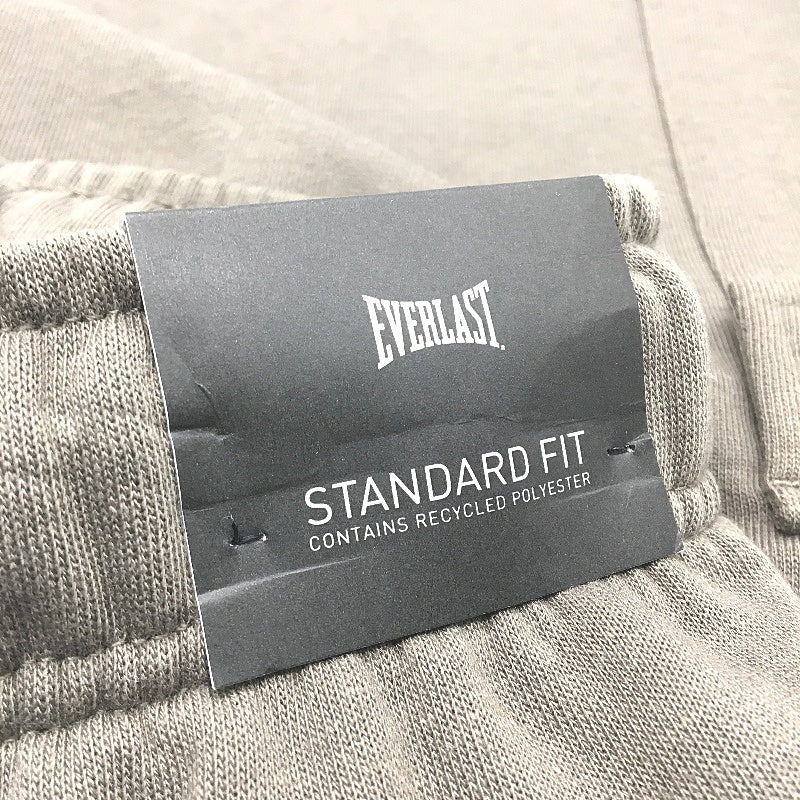 EVERLAST.
STANDARD FIT
CONTAINS RECYCLED POLYESTER